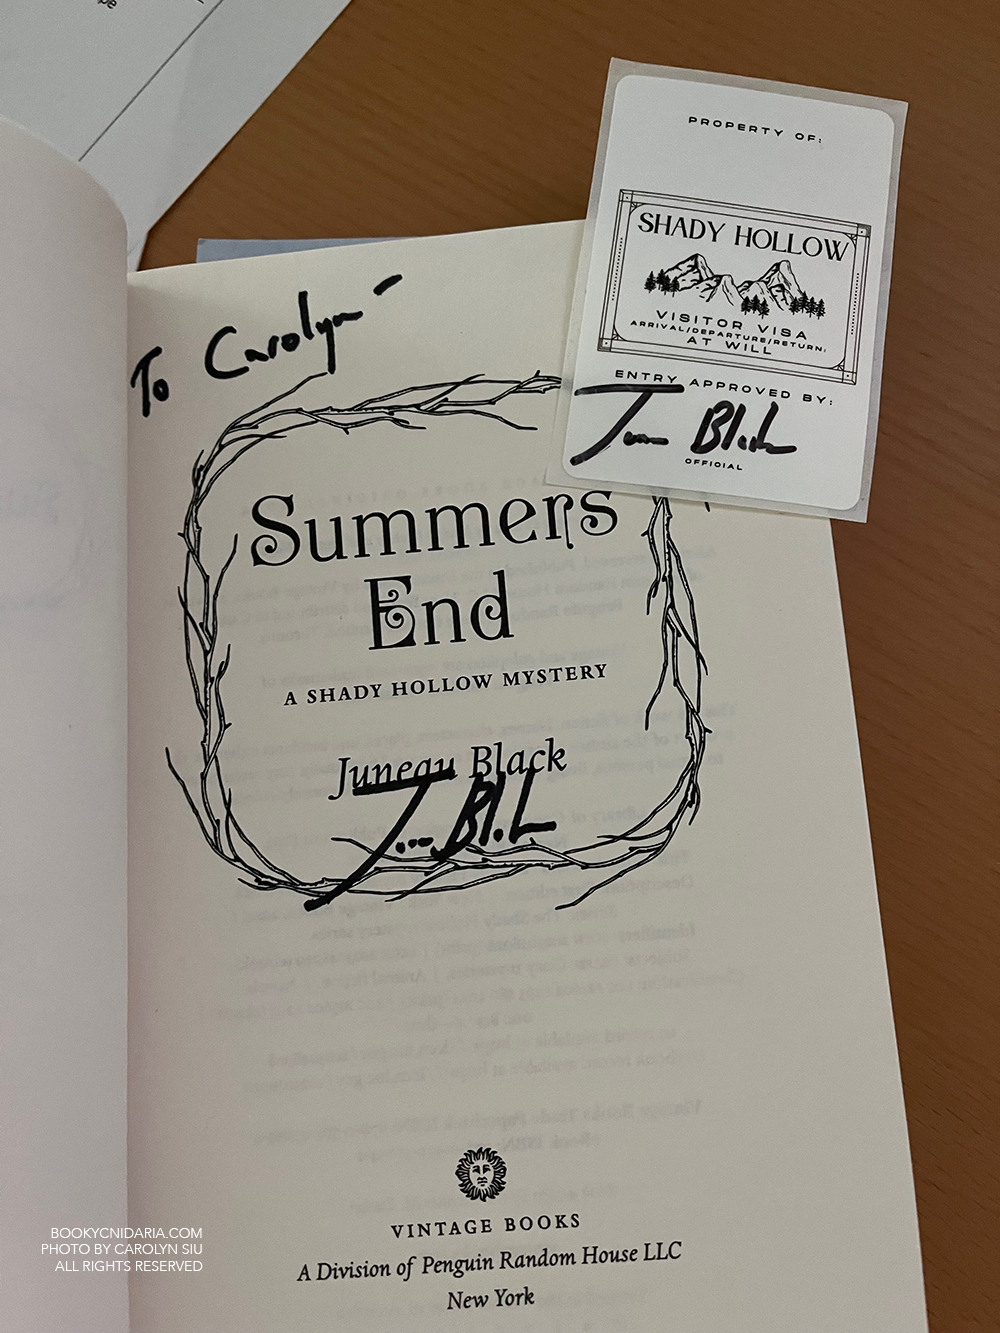 To Carolyn -
Summers
End
A SHADY HOLLOW MYSTERY
Juneau Black
VINTAGE BOOKS
A Division of Penguin Random House LLC
New York
PROPERTY OF:
SHADY HOLLOW
VISITOR VISA
ARRIVAL/DEPARTURE/RETURN:
AT WILL
ENTRY APPROVED BY:
OFFICIAL
BOOKYCNIDARIA.COM
PHOTO BY CAROLYN SIU
ALL RIGHTS RESERVED